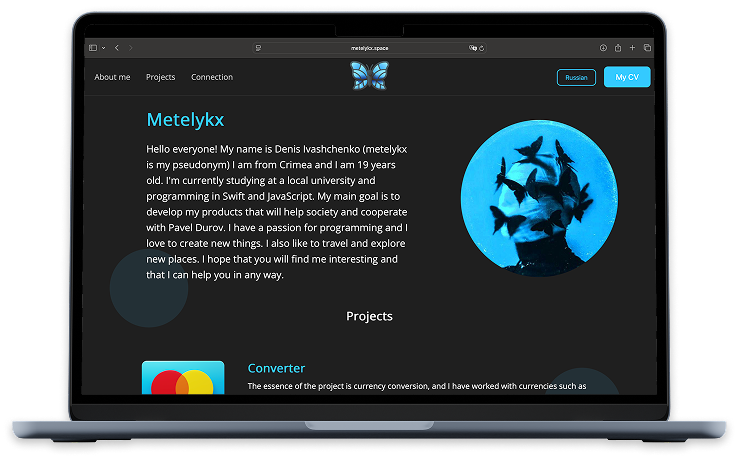 metelykx.space
About me Projects Connection Russian My CV
Metelykx
Hello everyone! My name is Denis Ivashchenko (metelykx
is my pseudonym) I am from Crimea and I am 19 years
old. I'm currently studying at a local university and
programming in Swift and JavaScript. My main goal is to
develop my products that will help society and cooperate
with Pavel Durov. I have a passion for programming and I
love to create new things. I also like to travel and explore
new places. I hope that you will find me interesting and
that I can help you in any way.
Projects
Converter
The essence of the project is currency conversion, and I have worked with currencies such as